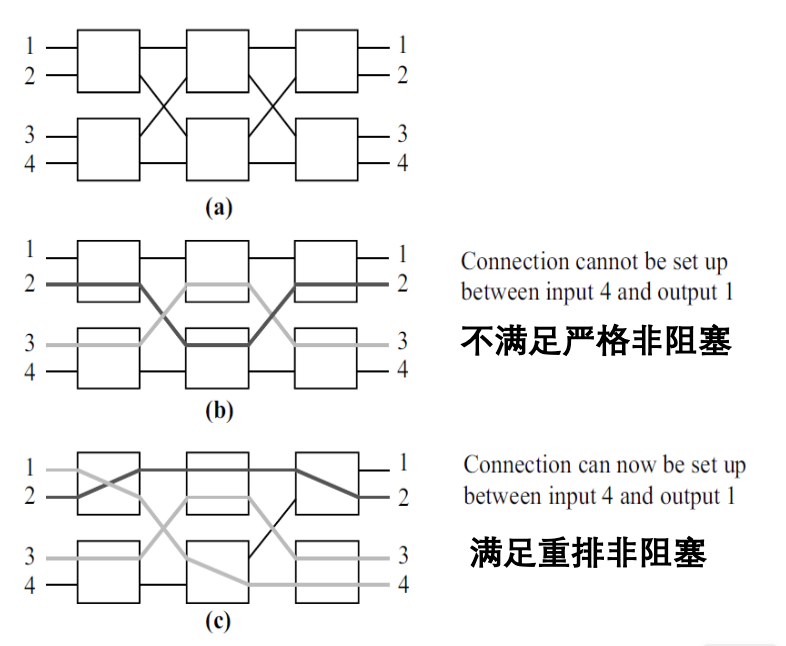 1 1
2 2
3 3
4 4
(a)
1 1
2 2
3 3
4 4
(b)
Connection cannot be set up
between input 4 and output 1
不满足严格非阻塞
1 1
2 2
3 3
4 4
(c)
Connection can now be set up
between input 4 and output 1
满足重排非阻塞